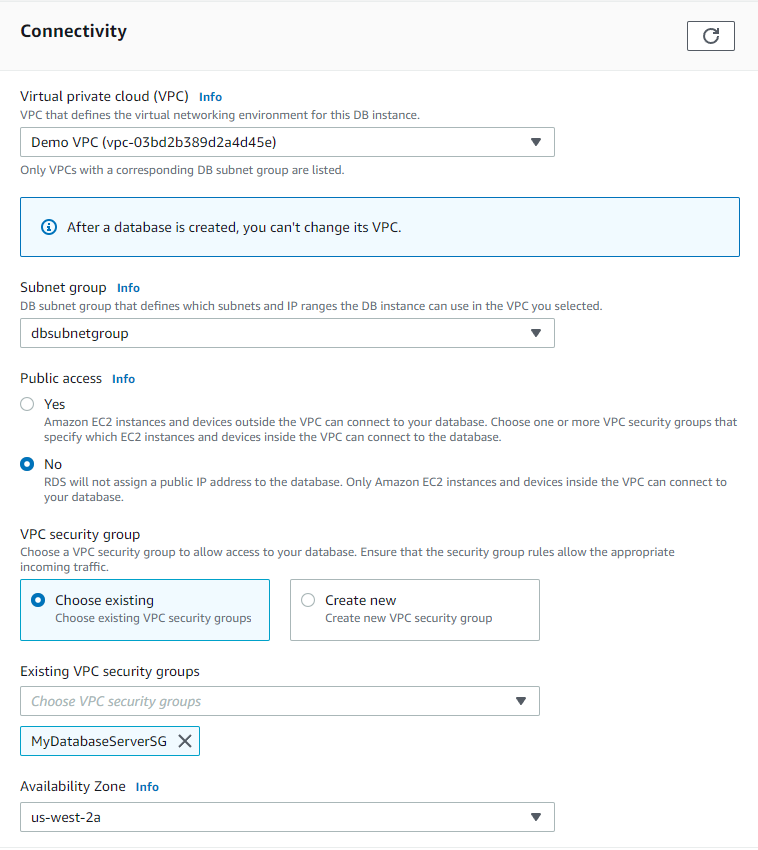 Connectivity
Virtual private cloud (VPC) Info
VPC that defines the virtual networking environment for this DB instance.
Demo VPC (vpc-03bd2b389d2a4d45e)
Only VPCs with a corresponding DB subnet group are listed.
After a database is created, you can't change its VPC.
Subnet group Info
DB subnet group that defines which subnets and IP ranges the DB instance can use in the VPC you selected.
dbsubnetgroup
Public access Info
Yes
Amazon EC2 instances and devices outside the VPC can connect to your database. Choose one or more VPC security groups that
specify which EC2 instances and devices inside the VPC can connect to the database.
No
RDS will not assign a public IP address to the database. Only Amazon EC2 instances and devices inside the VPC can connect to
your database.
VPC security group
Choose a VPC security group to allow access to your database. Ensure that the security group rules allow the appropriate
incoming traffic.
Choose existing
Choose existing VPC security groups
Create new
Create new VPC security group
Existing VPC security groups
Choose VPC security groups
MyDatabaseServerSG
Availability Zone Info
us-west-2a